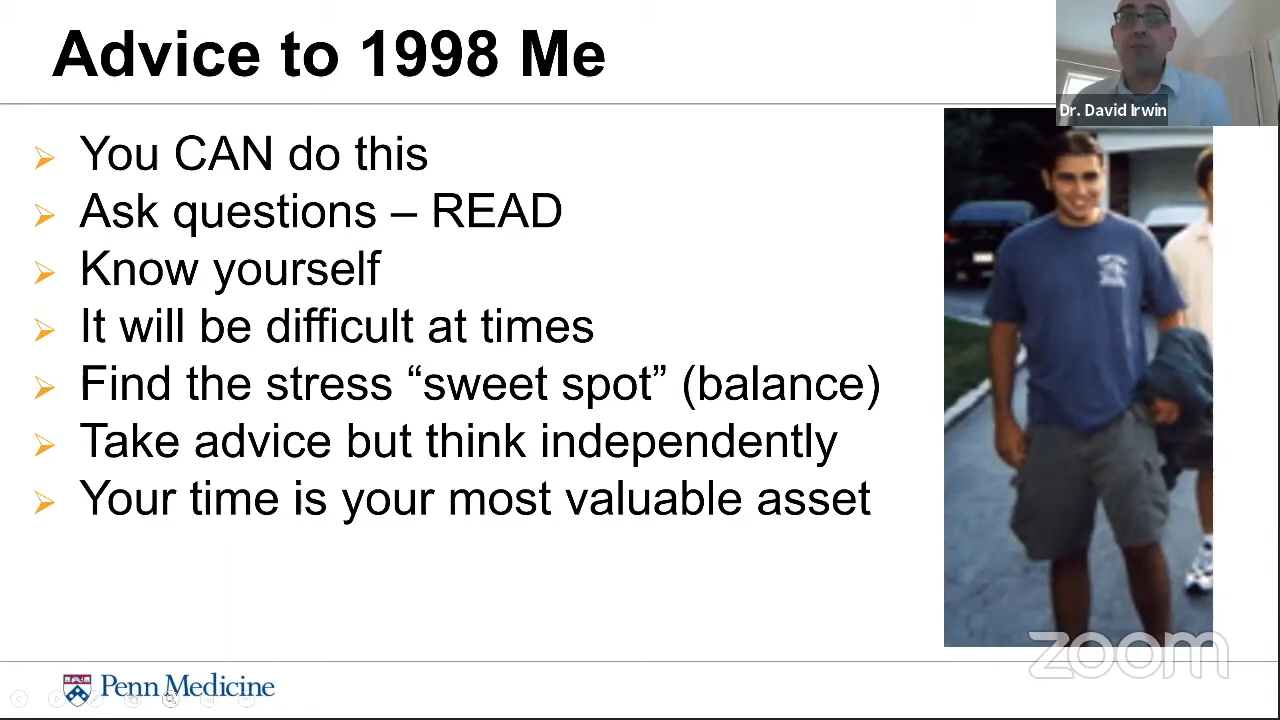 Advice to 1998 Me
Dr. David Irwin
You CAN do this
Ask questions – READ
Know yourself
It will be difficult at times
Find the stress “sweet spot” (balance)
Take advice but think independently
Your time is your most valuable asset
zoom
Penn Medicine